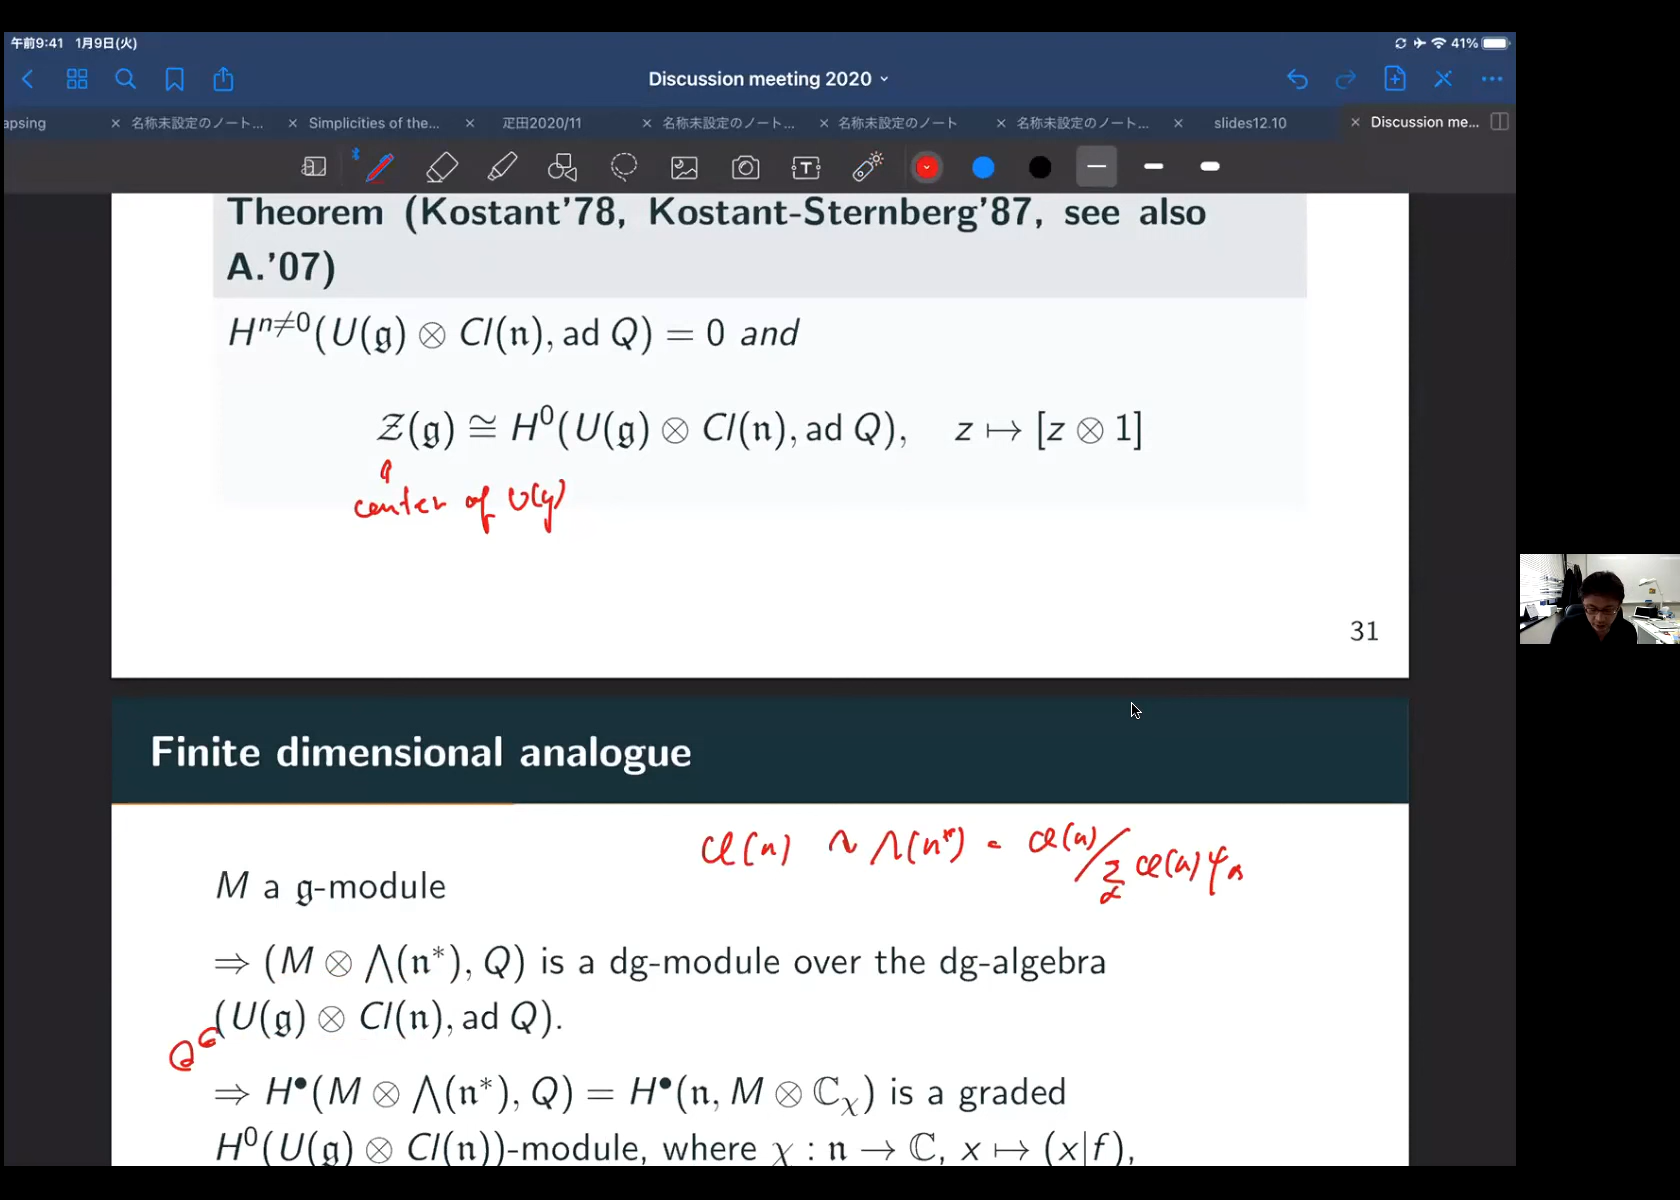 午前9:41 1月9日(火)
41%
Discussion meeting 2020
apsing
名称未設定のノート...
Simplicities of the...
疋田2020/11
名称未設定のノート...
名称未設定のノート
名称未設定のノート...
slides12.10
Discussion me...
Theorem (Kostant'78, Kostant-Sternberg'87, see also
A.'07)
H^{n≠0}(U(𝔤) ⊗ Cl(𝔫), ad Q) = 0 and
𝒵(𝔤) ≅ H⁰(U(𝔤) ⊗ Cl(𝔫), ad Q), z ↦ [z ⊗ 1]
center of U(g)
31
Finite dimensional analogue
Cl(n) ↷ Λ(n*) = Cl(n)/Σ_α Cl(n) ψ_α
M a 𝔤-module
⇒ (M ⊗ ⋀(𝔫*), Q) is a dg-module over the dg-algebra
(U(𝔤) ⊗ Cl(𝔫), ad Q).
Q ∈
⇒ H•(M ⊗ ⋀(𝔫*), Q) = H•(𝔫, M ⊗ ℂ_χ) is a graded
H⁰(U(𝔤) ⊗ Cl(𝔫))-module, where χ : 𝔫 → ℂ, x ↦ (x|f),